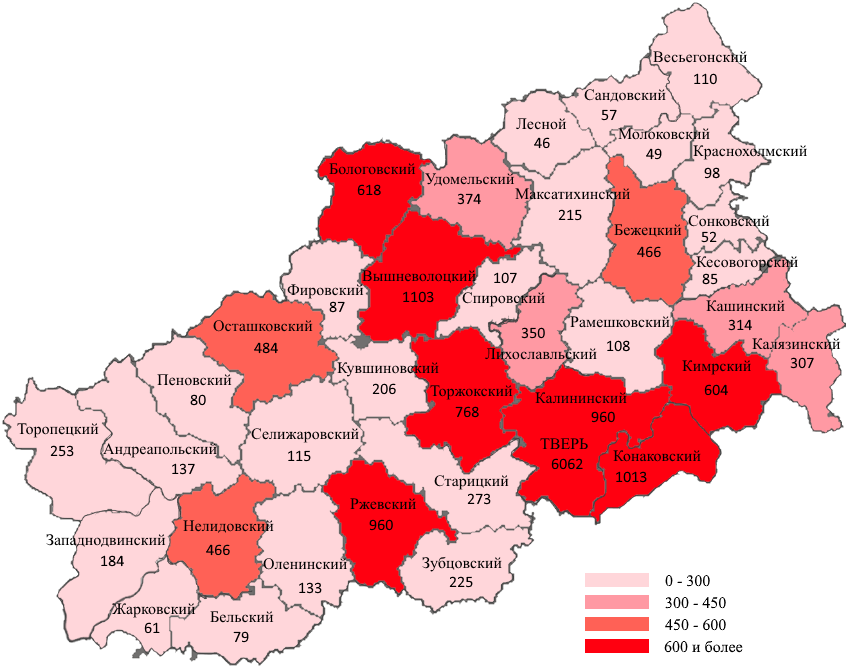 Весьегонский
110
Сандовский
57
Лесной
46
Молоковский
49
Краснохолмский
98
Бологовский
618
Удомельский
374
Максатихинский
215
Бежецкий
466
Сонковский
52
Кесовогорский
85
Вышневолоцкий
1103
107
Спировский
Фировский
87
Кашинский
314
Осташковский
484
350
Лихославльский
Рамешковский
108
Калязинский
307
Кувшиновский
206
Пеновский
80
Торжокский
768
Кимрский
604
Калининский
960
Торопецкий
253
Андреапольский
137
Селижаровский
115
ТВЕРЬ
6062
Конаковский
1013
Старицкий
273
Ржевский
960
Нелидовский
466
Западнодвинский
184
Оленинский
133
Зубцовский
225
Жарковский
61
Бельский
79
0 - 300
300 - 450
450 - 600
600 и более